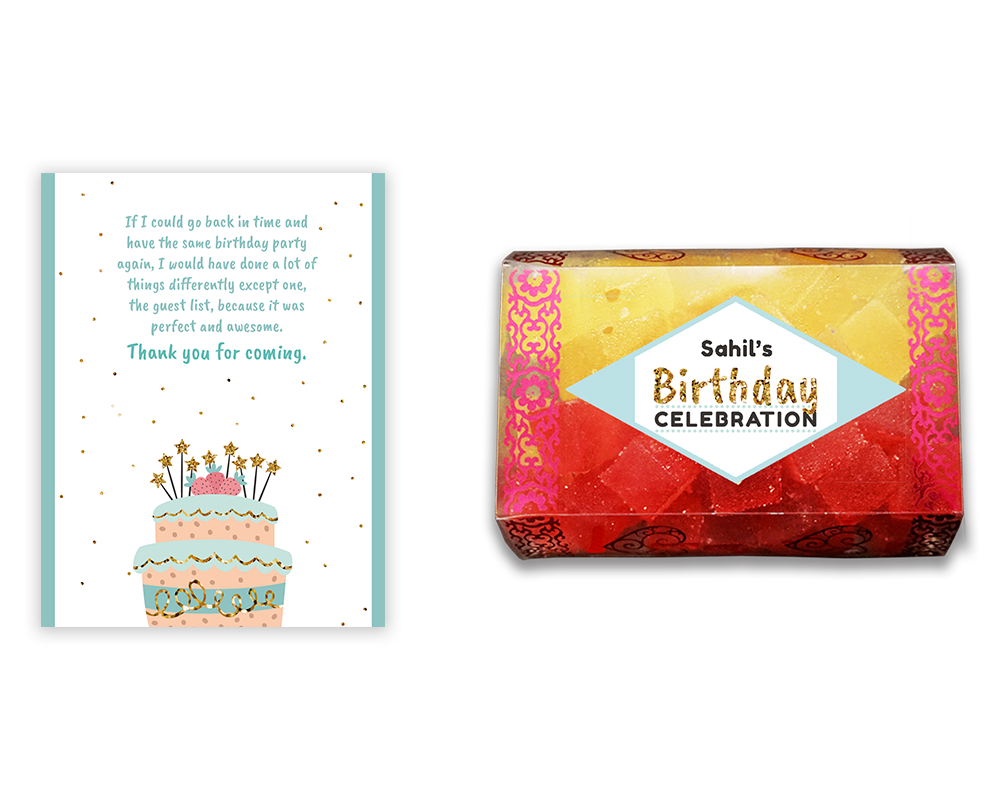 If I could go back in time and
have the same birthday party
again, I would have done a lot of
things differently except one,
the guest list, because it was
perfect and awesome.
Thank you for coming.
Sahil's
Birthday
CELEBRATION